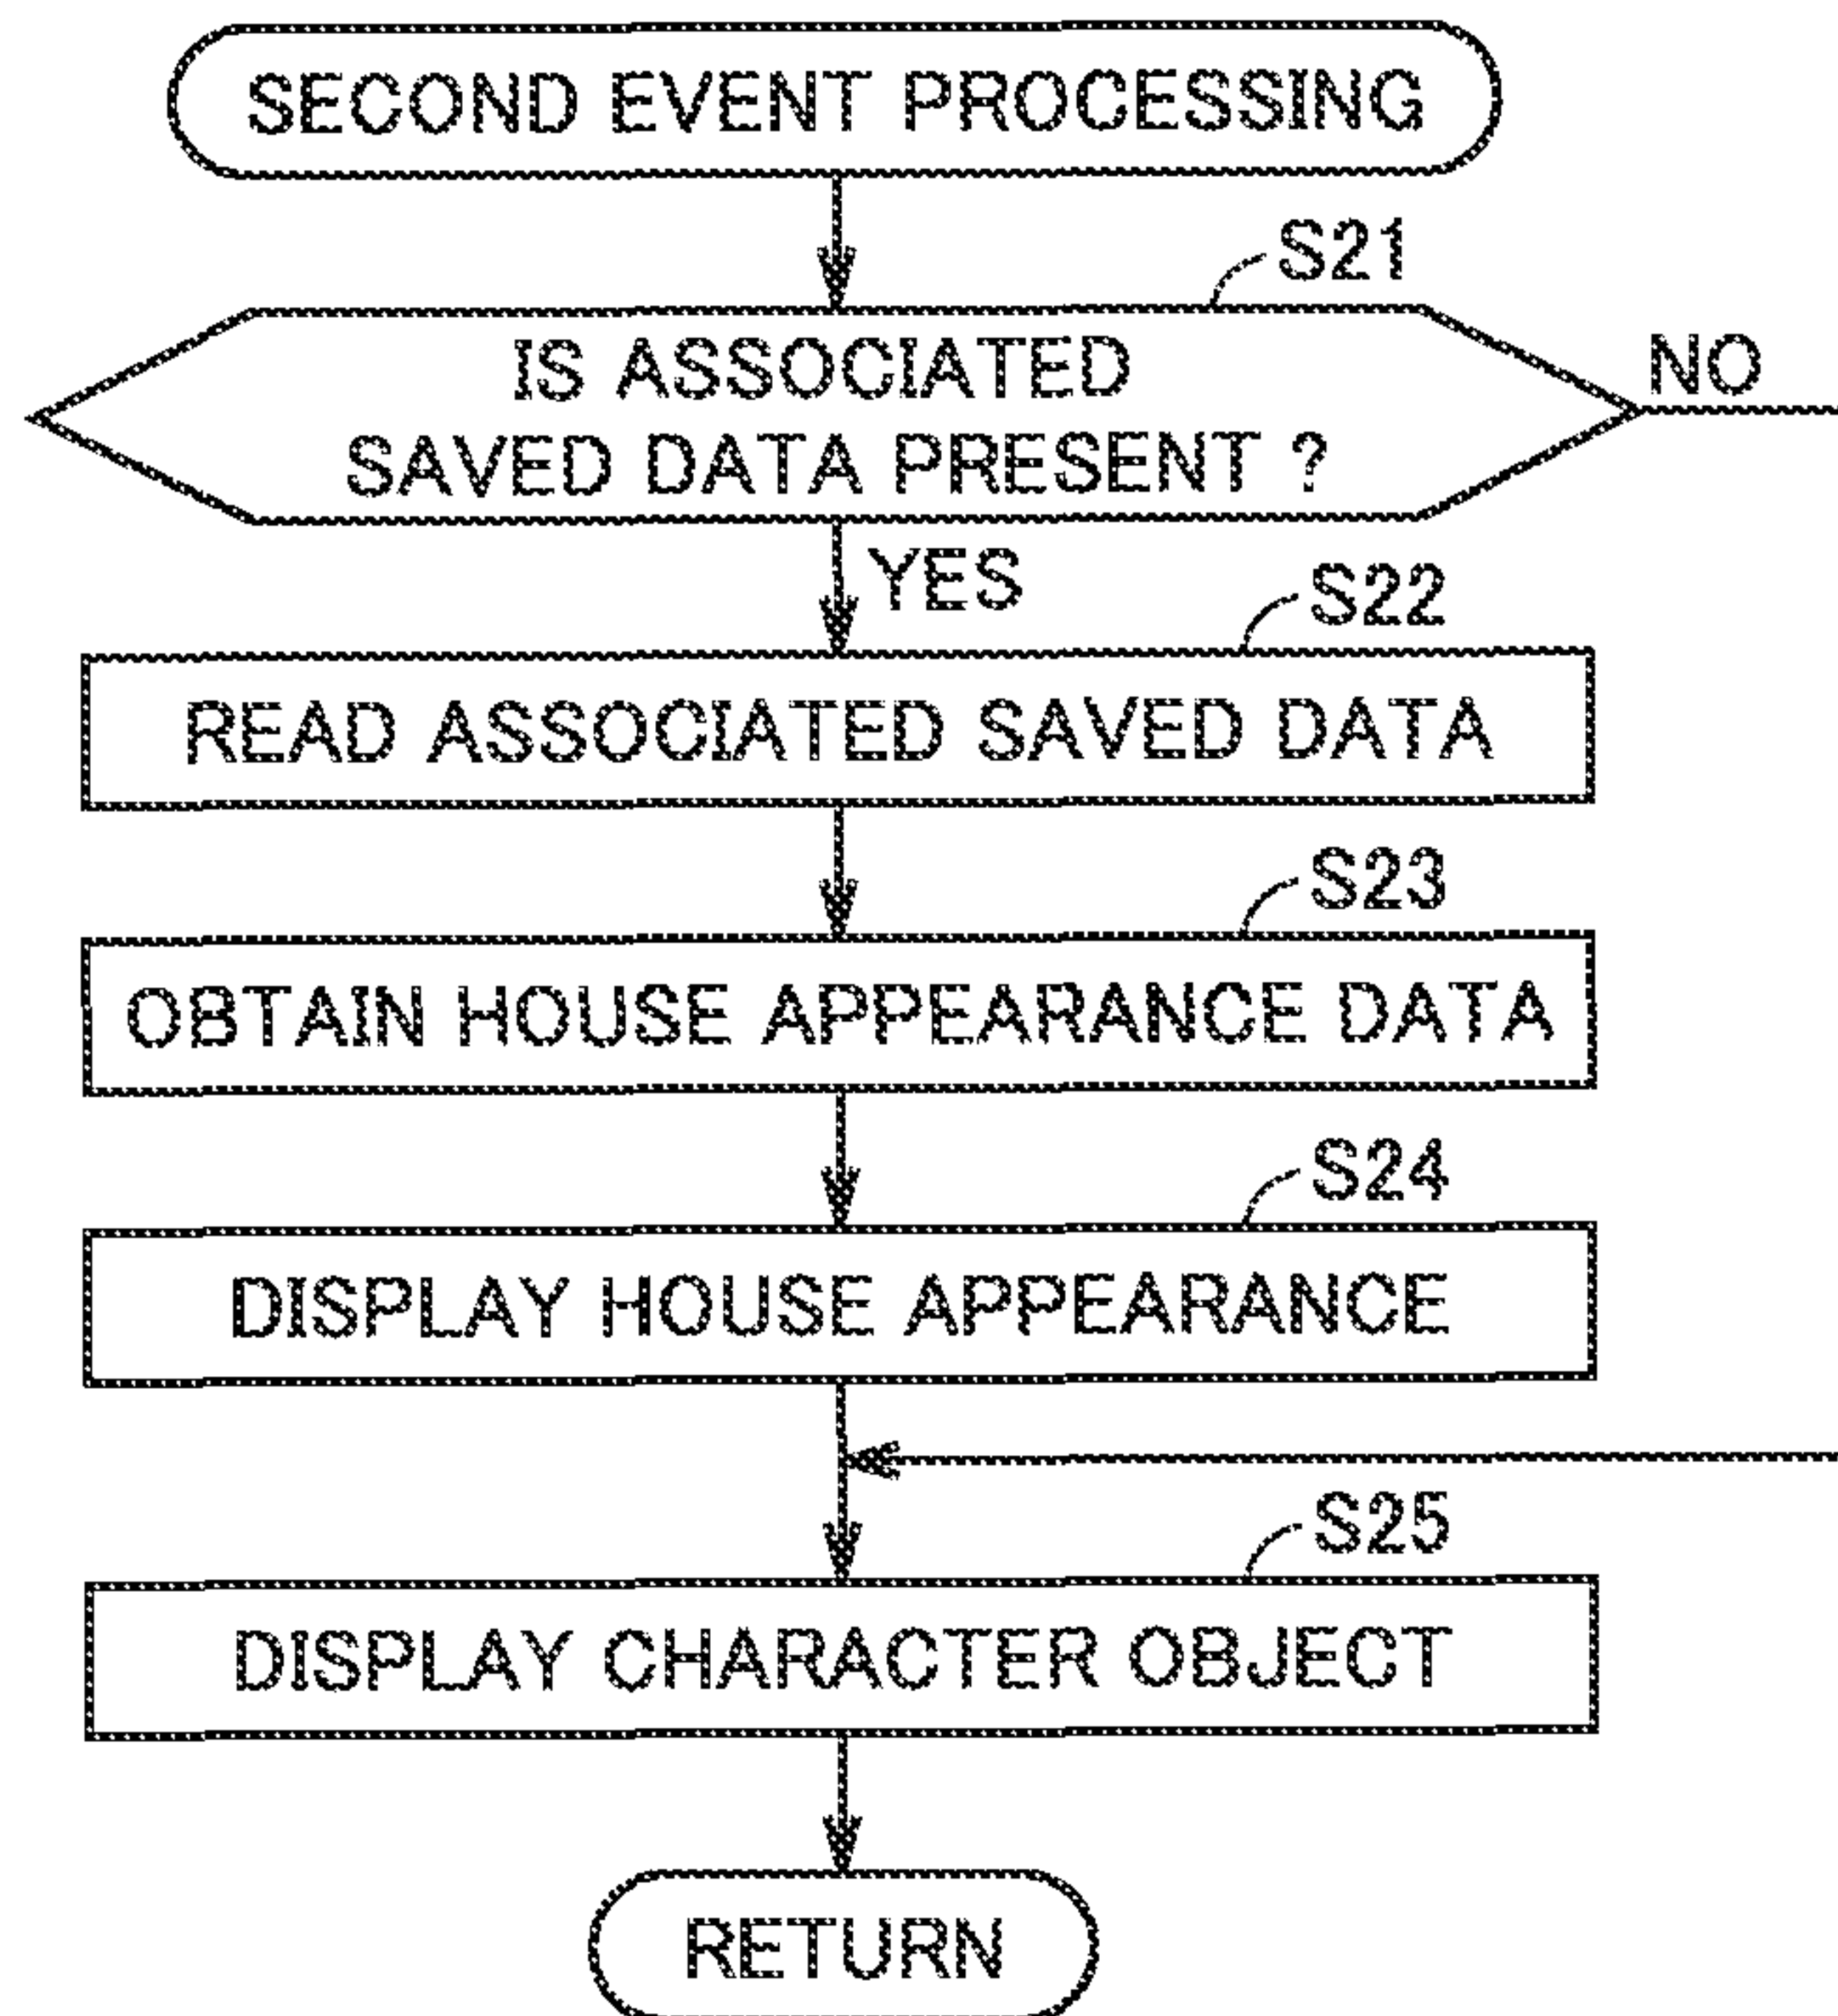 SECOND EVENT PROCESSING
S21
IS ASSOCIATED
SAVED DATA PRESENT ?
NO
YES
S22
READ ASSOCIATED SAVED DATA
S23
OBTAIN HOUSE APPEARANCE DATA
S24
DISPLAY HOUSE APPEARANCE
S25
DISPLAY CHARACTER OBJECT
RETURN